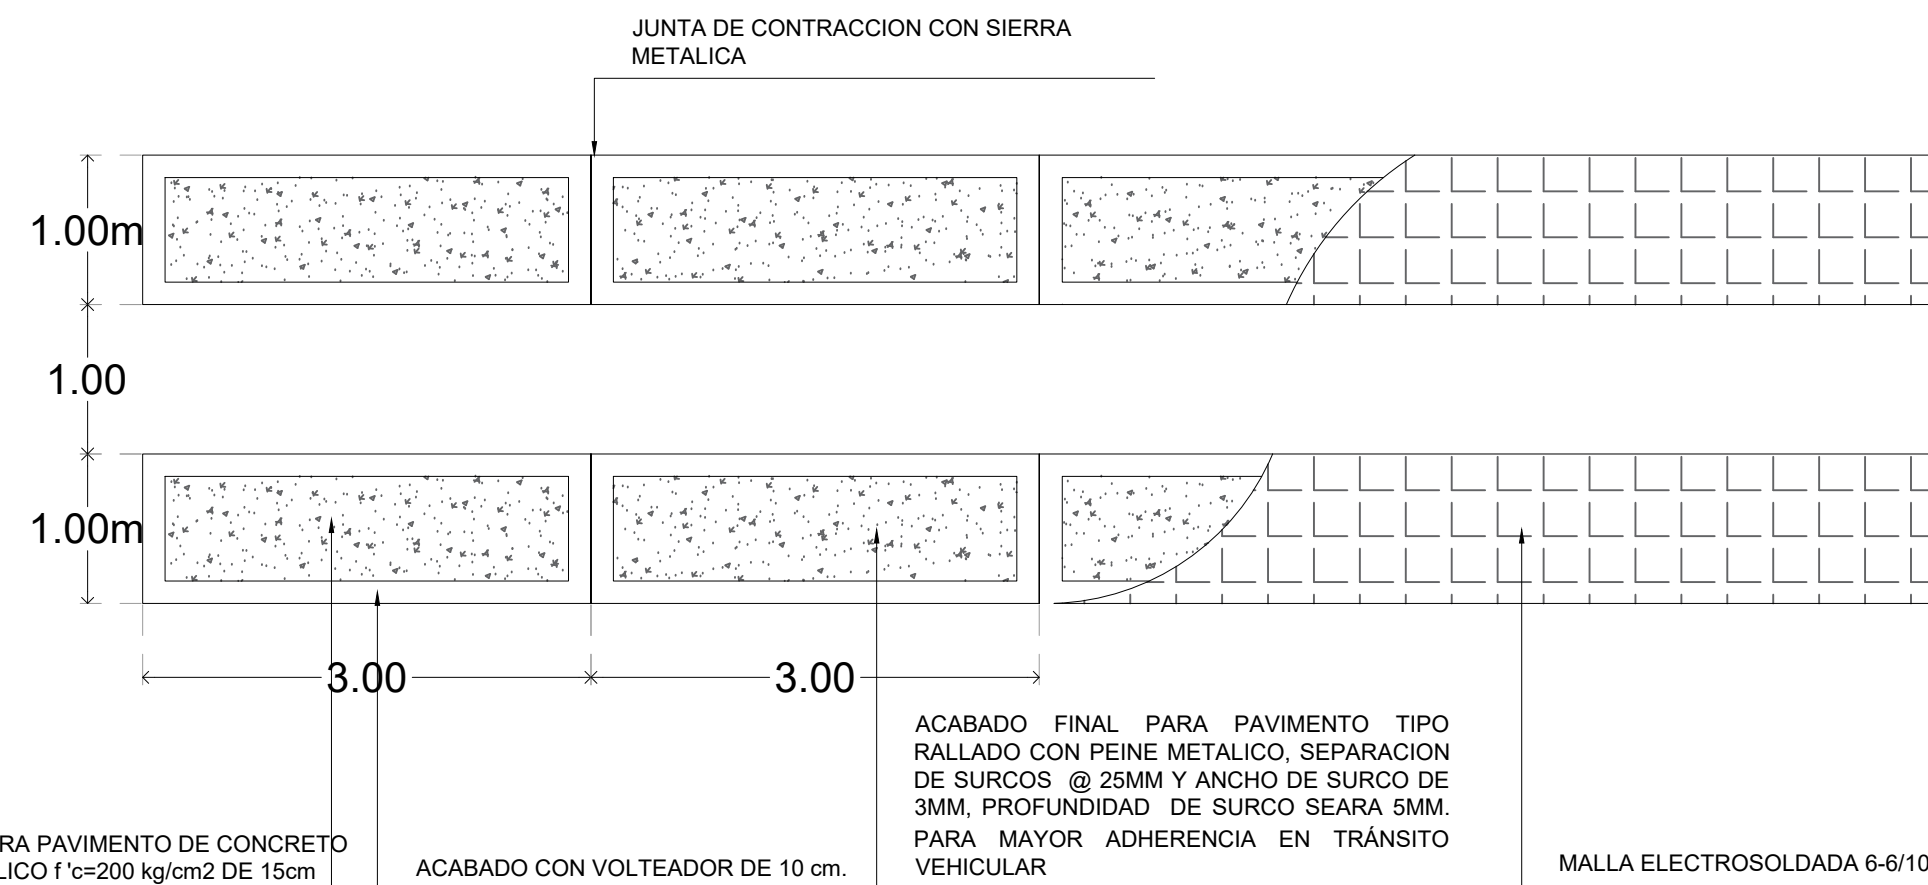 JUNTA DE CONTRACCION CON SIERRA
METALICA
1.00m
1.00
1.00m
3.00
3.00
ACABADO FINAL PARA PAVIMENTO TIPO
RALLADO CON PEINE METALICO, SEPARACION
DE SURCOS @ 25MM Y ANCHO DE SURCO DE
3MM, PROFUNDIDAD DE SURCO SEARA 5MM.
PARA MAYOR ADHERENCIA EN TRÁNSITO
VEHICULAR
RA PAVIMENTO DE CONCRETO
LICO f 'c=200 kg/cm2 DE 15cm
ACABADO CON VOLTEADOR DE 10 cm.
MALLA ELECTROSOLDADA 6-6/10